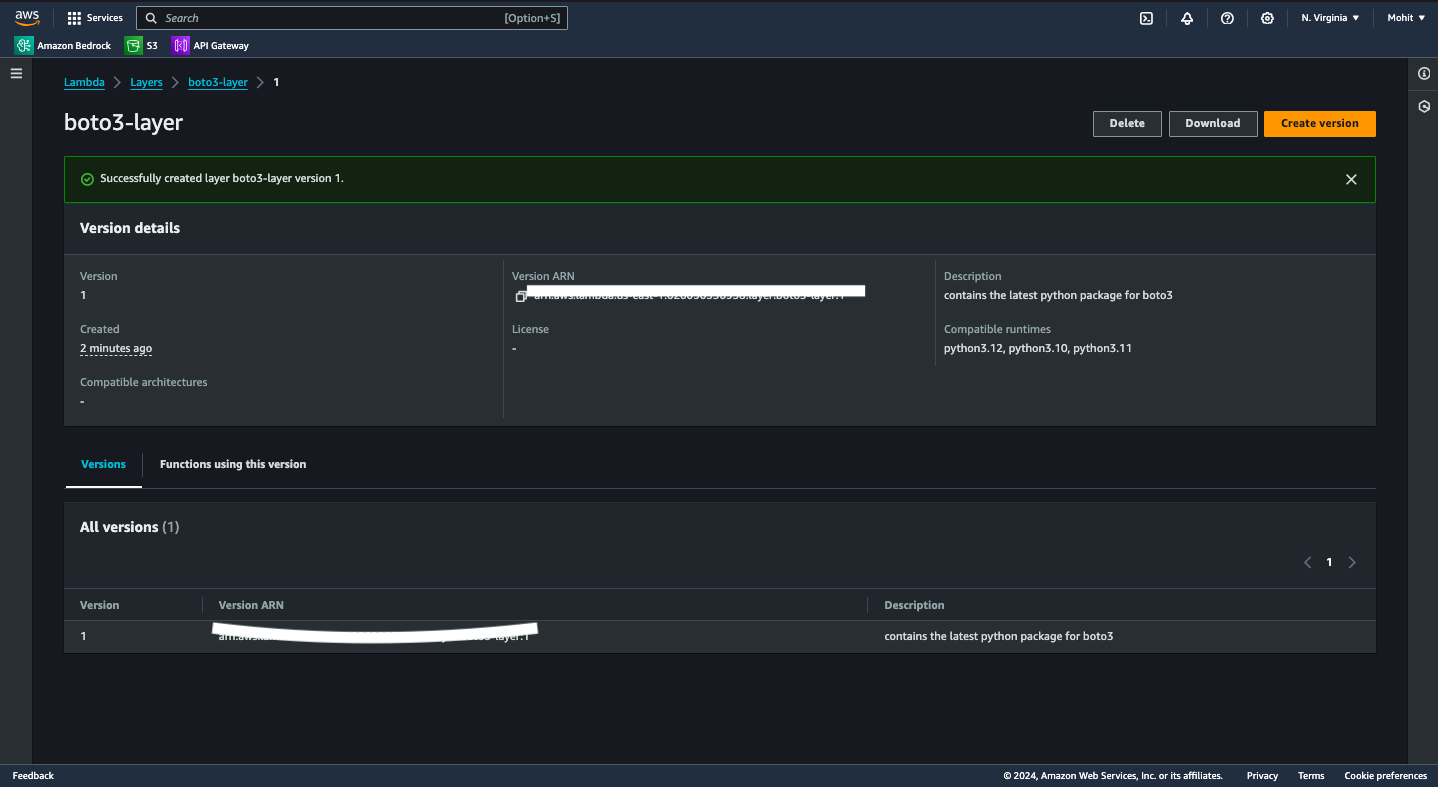 aws Services Search [Option+S] N. Virginia Mohit
Amazon Bedrock S3 API Gateway
Lambda Layers boto3-layer 1
boto3-layer
Delete Download Create version
Successfully created layer boto3-layer version 1.
Version details
Version
1
Created
2 minutes ago
Compatible architectures
-
Version ARN
License
-
Description
contains the latest python package for boto3
Compatible runtimes
python3.12, python3.10, python3.11
Versions Functions using this version
All versions (1)
1
Version Version ARN Description
1 contains the latest python package for boto3
Feedback © 2024, Amazon Web Services, Inc. or its affiliates. Privacy Terms Cookie preferences